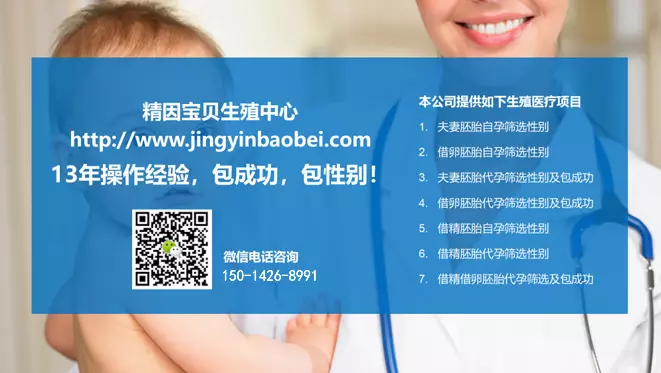 精因宝贝生殖中心
http://www.jingyinbaobei.com
13年操作经验，包成功，包性别！
微信电话咨询
150-1426-8991
本公司提供如下生殖医疗项目
1. 夫妻胚胎自孕筛选性别
2. 借卵胚胎自孕筛选性别
3. 夫妻胚胎代孕筛选性别及包成功
4. 借卵胚胎代孕筛选性别及包成功
5. 借精胚胎自孕筛选性别
6. 借精胚胎代孕筛选性别
7. 借精借卵胚胎代孕筛选及包成功